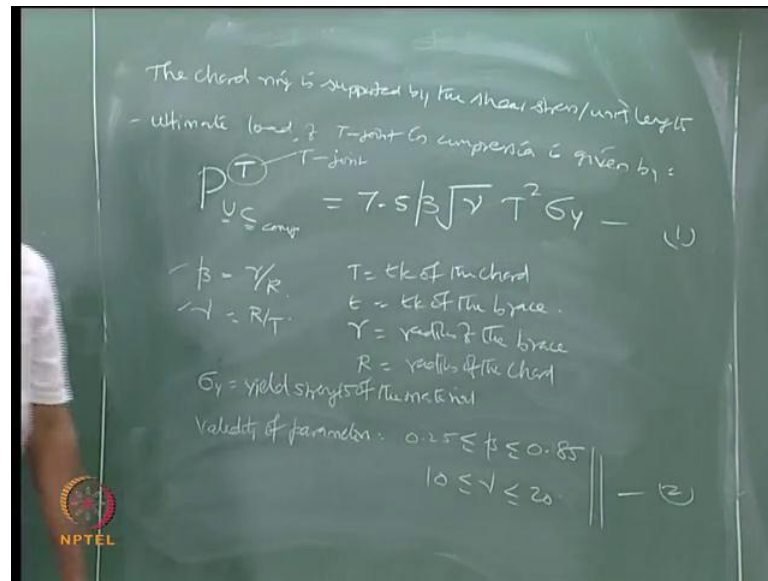 The chord ring is supported by the shear stress/unit length
- Ultimate load of T-joint in compression is given by:
T-joint
P^T_{UC comp} = 7.5 β √γ T² σy — (1)
β = r/R. T = tk of the chord
γ = R/T. t = tk of the brace.
r = radius of the brace
R = radius of the chord
σy = yield strength of the material
Validity of parameter: 0.25 ≤ β ≤ 0.85
10 ≤ γ ≤ 20. — (2)
NPTEL